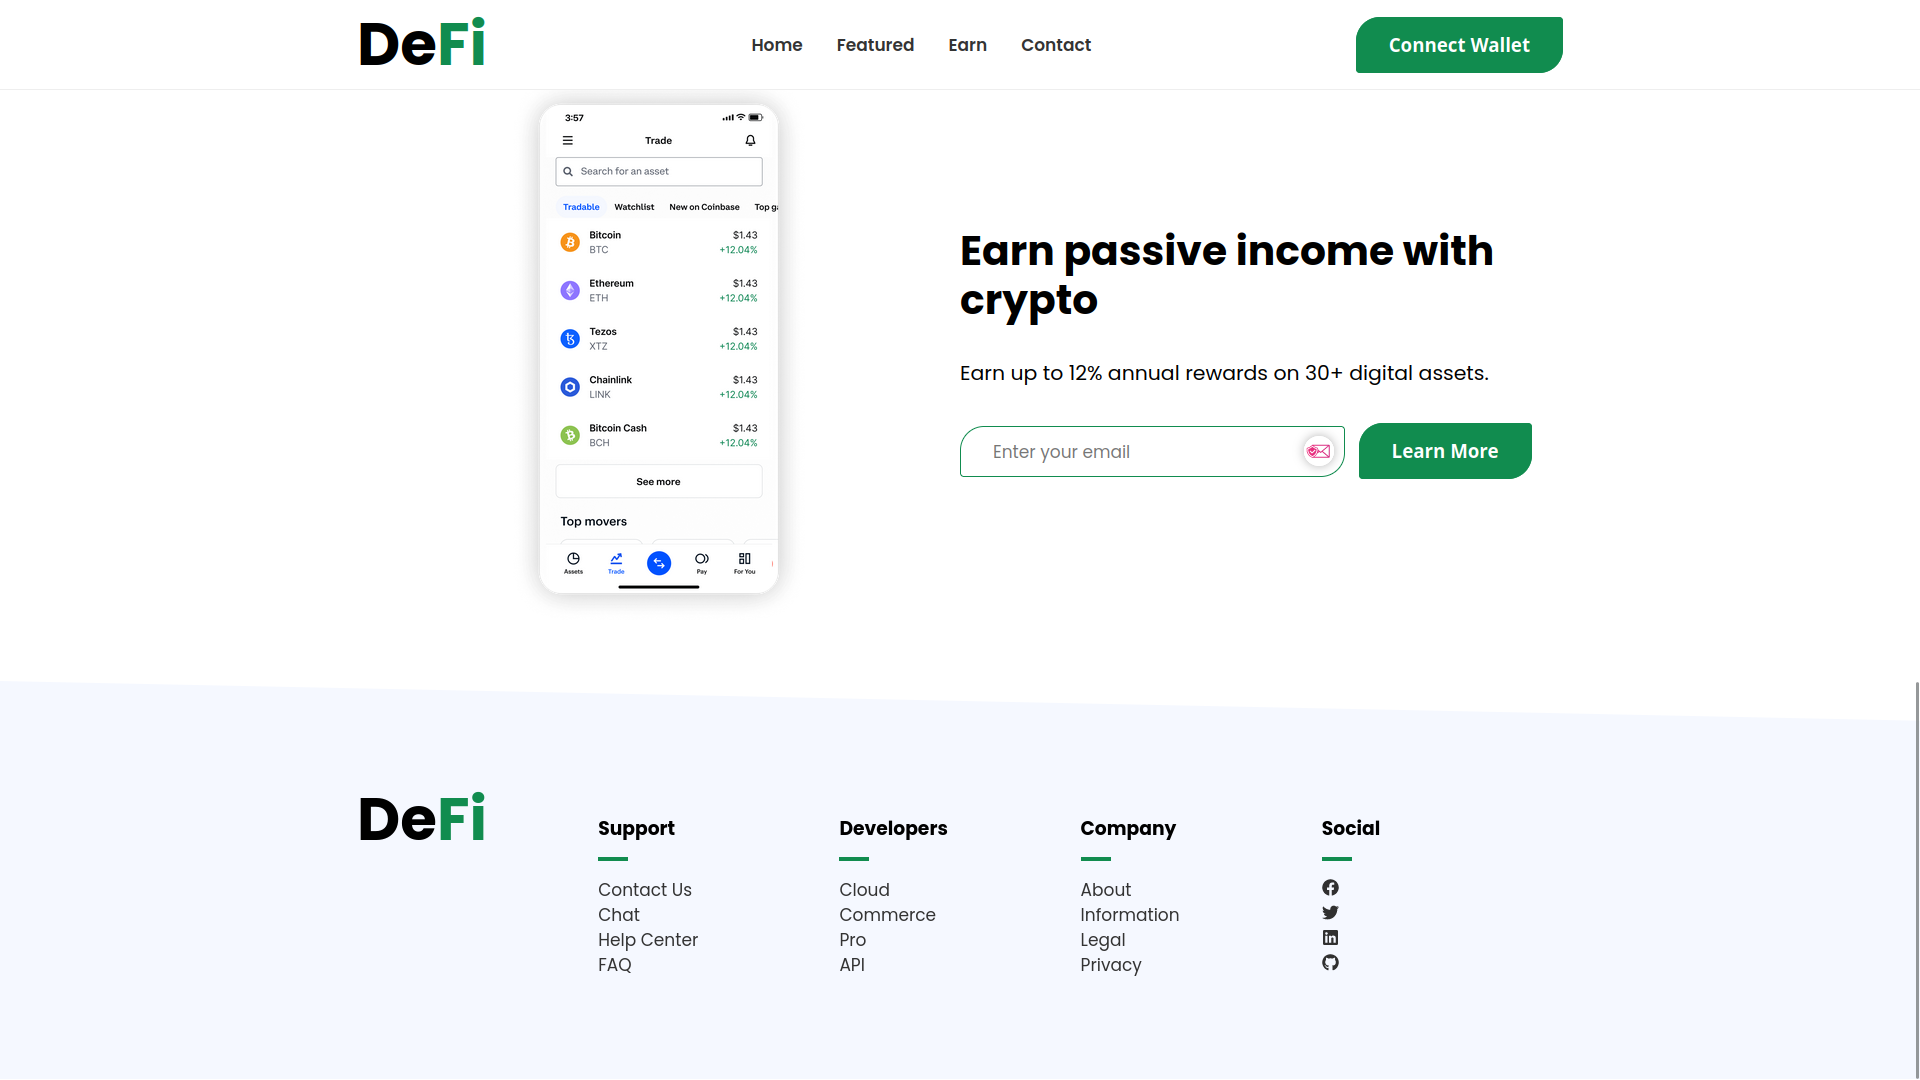 DeFi
Home Featured Earn Contact
Connect Wallet
3:57
Trade
Search for an asset
Tradable Watchlist New on Coinbase Top ga
Bitcoin $1.43
BTC +12.04%
Ethereum $1.43
ETH +12.04%
Tezos $1.43
XTZ +12.04%
Chainlink $1.43
LINK +12.04%
Bitcoin Cash $1.43
BCH +12.04%
See more
Top movers
Assets Trade Pay For You
Earn passive income with
crypto
Earn up to 12% annual rewards on 30+ digital assets.
Enter your email
Learn More
DeFi
Support
Contact Us
Chat
Help Center
FAQ
Developers
Cloud
Commerce
Pro
API
Company
About
Information
Legal
Privacy
Social